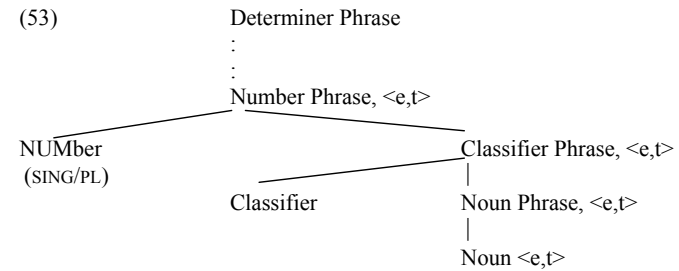 (53) Determiner Phrase
:
:
Number Phrase, <e,t>
NUMber Classifier Phrase, <e,t>
(SING/PL)
Classifier Noun Phrase, <e,t>
Noun <e,t>